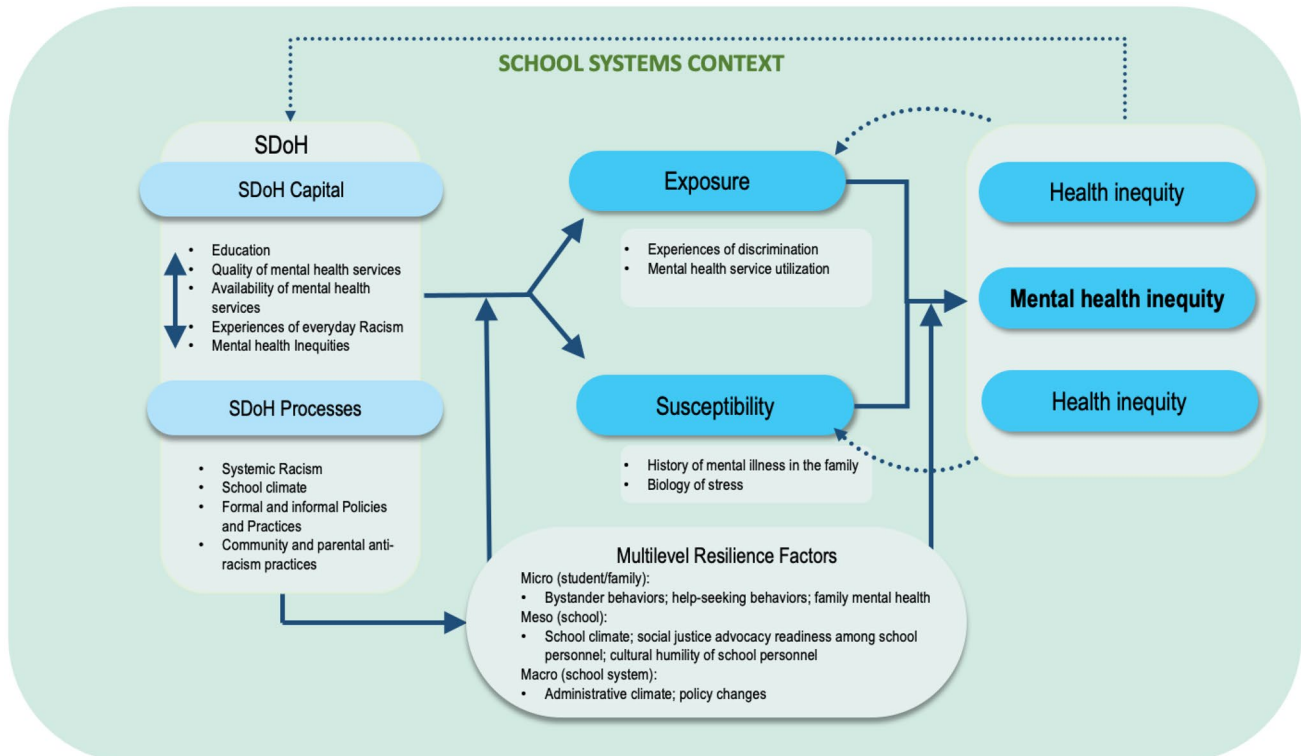 SCHOOL SYSTEMS CONTEXT
SDoH
SDoH Capital
• Education
• Quality of mental health services
• Availability of mental health
services
• Experiences of everyday Racism
• Mental health Inequities
SDoH Processes
• Systemic Racism
• School climate
• Formal and informal Policies
and Practices
• Community and parental anti-
racism practices
Exposure
• Experiences of discrimination
• Mental health service utilization
Susceptibility
• History of mental illness in the family
• Biology of stress
Multilevel Resilience Factors
Micro (student/family):
• Bystander behaviors; help-seeking behaviors; family mental health
Meso (school):
• School climate; social justice advocacy readiness among school
personnel; cultural humility of school personnel
Macro (school system):
• Administrative climate; policy changes
Health inequity
Mental health inequity
Health inequity